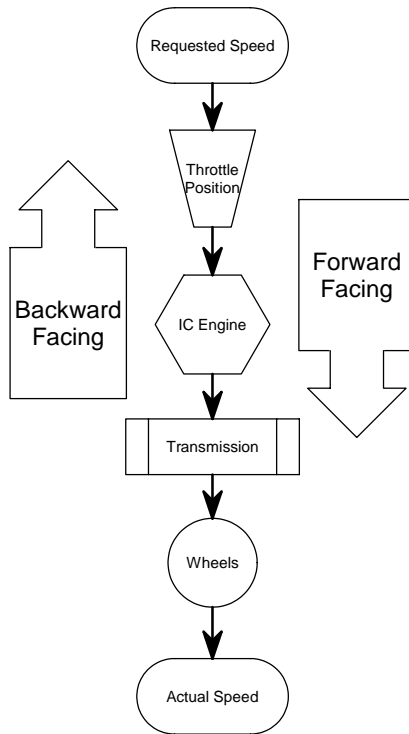 Requested Speed
Throttle
Position
Backward
Facing
Forward
Facing
IC Engine
Transmission
Wheels
Actual Speed